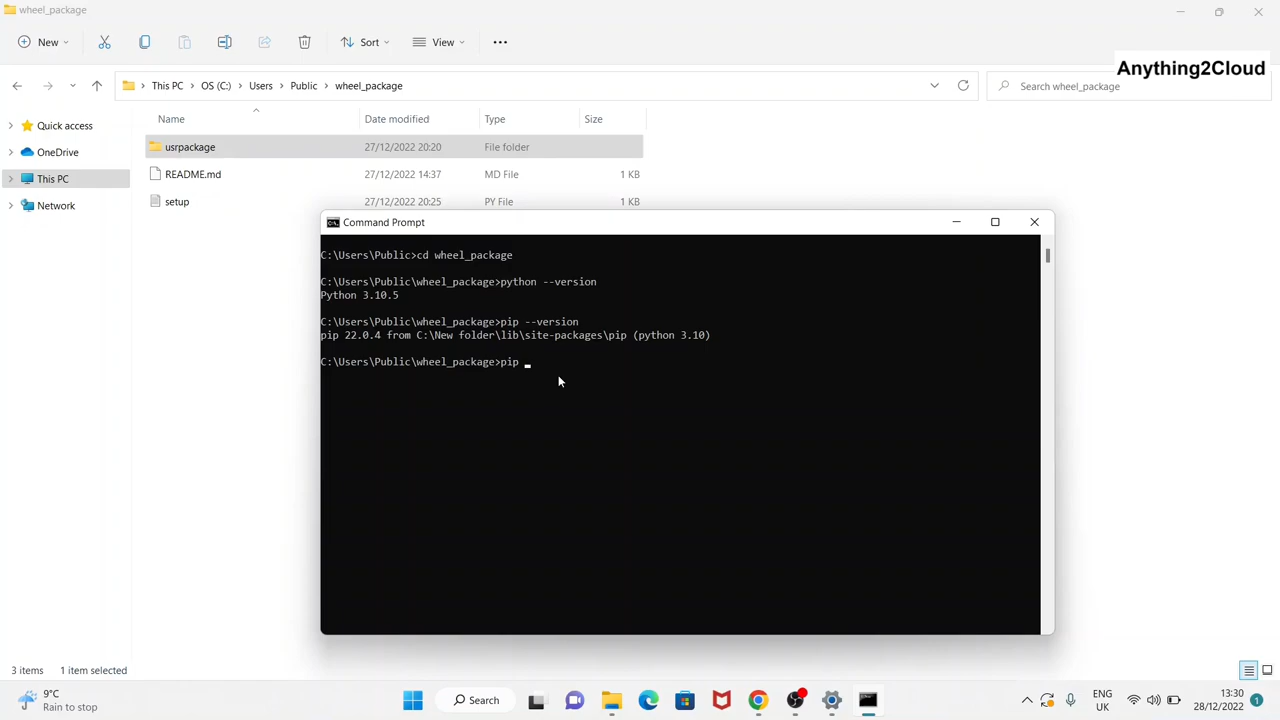 wheel_package
New
Sort
View
Anything2Cloud
This PC
OS (C:)
Users
Public
wheel_package
Search wheel_package
Name
Date modified
Type
Size
Quick access
usrpackage
27/12/2022 20:20
File folder
OneDrive
README.md
27/12/2022 14:37
MD File
1 KB
This PC
setup
27/12/2022 20:25
PY File
1 KB
Network
Command Prompt
C:\Users\Public>cd wheel_package
C:\Users\Public\wheel_package>python --version
Python 3.10.5
C:\Users\Public\wheel_package>pip --version
pip 22.0.4 from C:\New folder\lib\site-packages\pip (python 3.10)
C:\Users\Public\wheel_package>pip
3 items
1 item selected
9°C
Rain to stop
Search
ENG
UK
13:30
28/12/2022
1